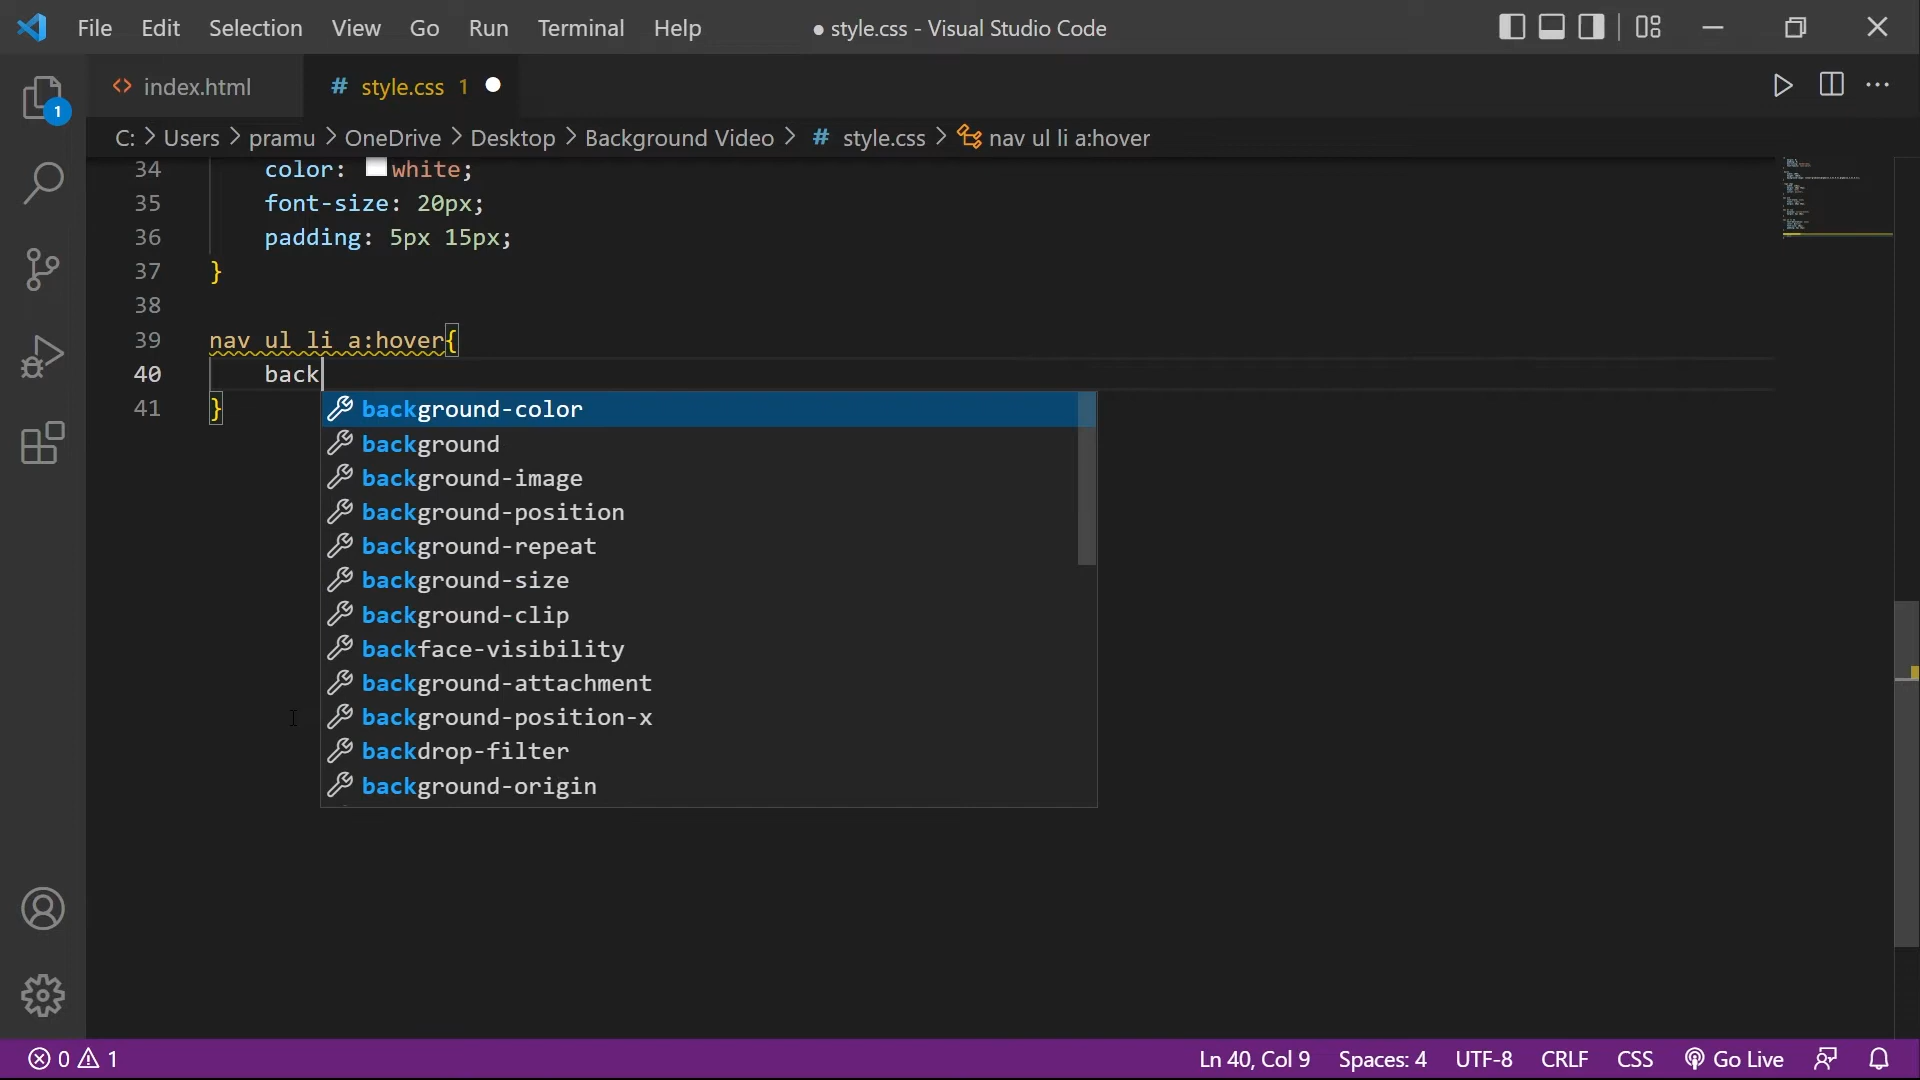 File Edit Selection View Go Run Terminal Help ● style.css - Visual Studio Code
index.html # style.css 1
C: > Users > pramu > OneDrive > Desktop > Background Video > # style.css > nav ul li a:hover
34 color: white;
35 font-size: 20px;
36 padding: 5px 15px;
37 }
38
39 nav ul li a:hover{
40 back
41 }
background-color
background
background-image
background-position
background-repeat
background-size
background-clip
backface-visibility
background-attachment
background-position-x
backdrop-filter
background-origin
1
0 1 Ln 40, Col 9 Spaces: 4 UTF-8 CRLF CSS Go Live